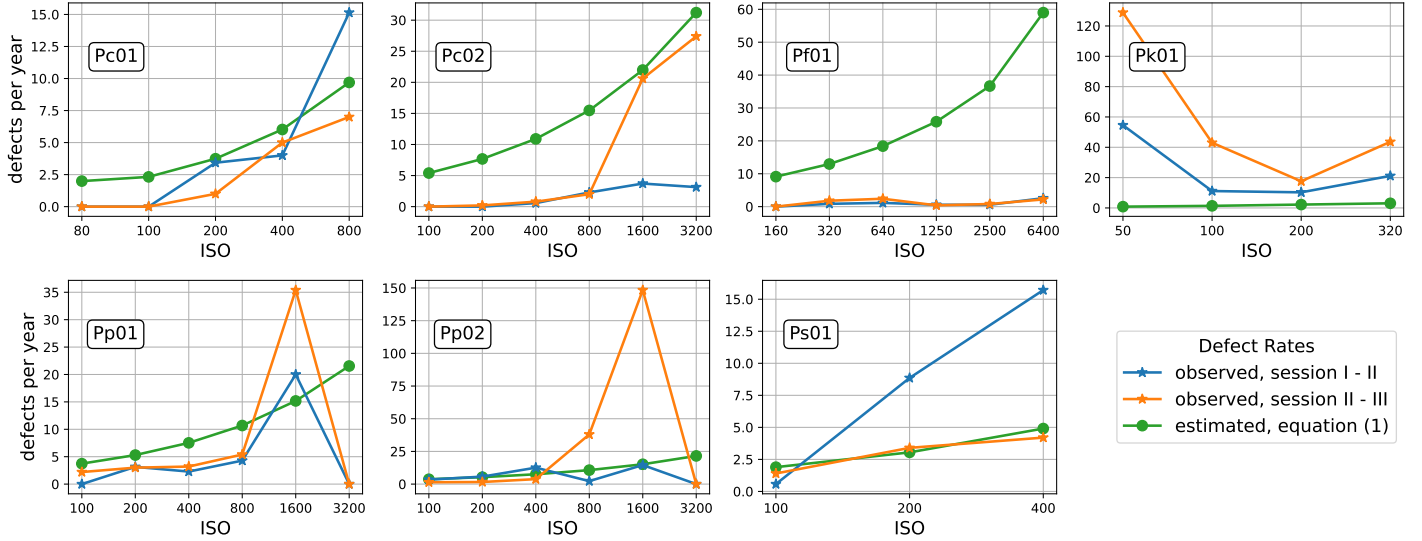 defects per year
15.0
12.5
10.0
7.5
5.0
2.5
0.0
Pc01
80 100 200 400 800
ISO
30
25
20
15
10
5
0
Pc02
100 200 400 800 1600 3200
ISO
60
50
40
30
20
10
0
Pf01
160 320 640 1250 2500 6400
ISO
120
100
80
60
40
20
0
Pk01
50 100 200 320
ISO
defects per year
35
30
25
20
15
10
5
0
Pp01
100 200 400 800 1600 3200
ISO
150
125
100
75
50
25
0
Pp02
100 200 400 800 1600 3200
ISO
15.0
12.5
10.0
7.5
5.0
2.5
0.0
Ps01
100 200 400
ISO
Defect Rates
observed, session I - II
observed, session II - III
estimated, equation (1)